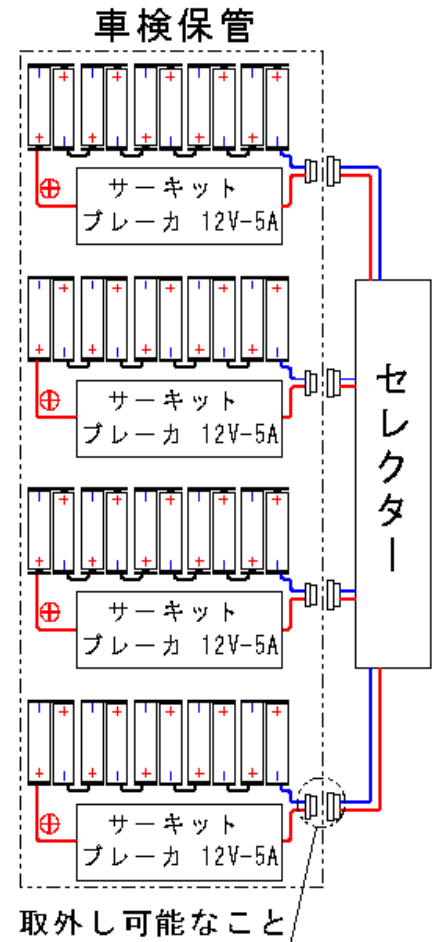 車検保管
サーキット
ブレーカ 12V-5A
サーキット
ブレーカ 12V-5A
セレクター
サーキット
ブレーカ 12V-5A
サーキット
ブレーカ 12V-5A
取外し可能なこと